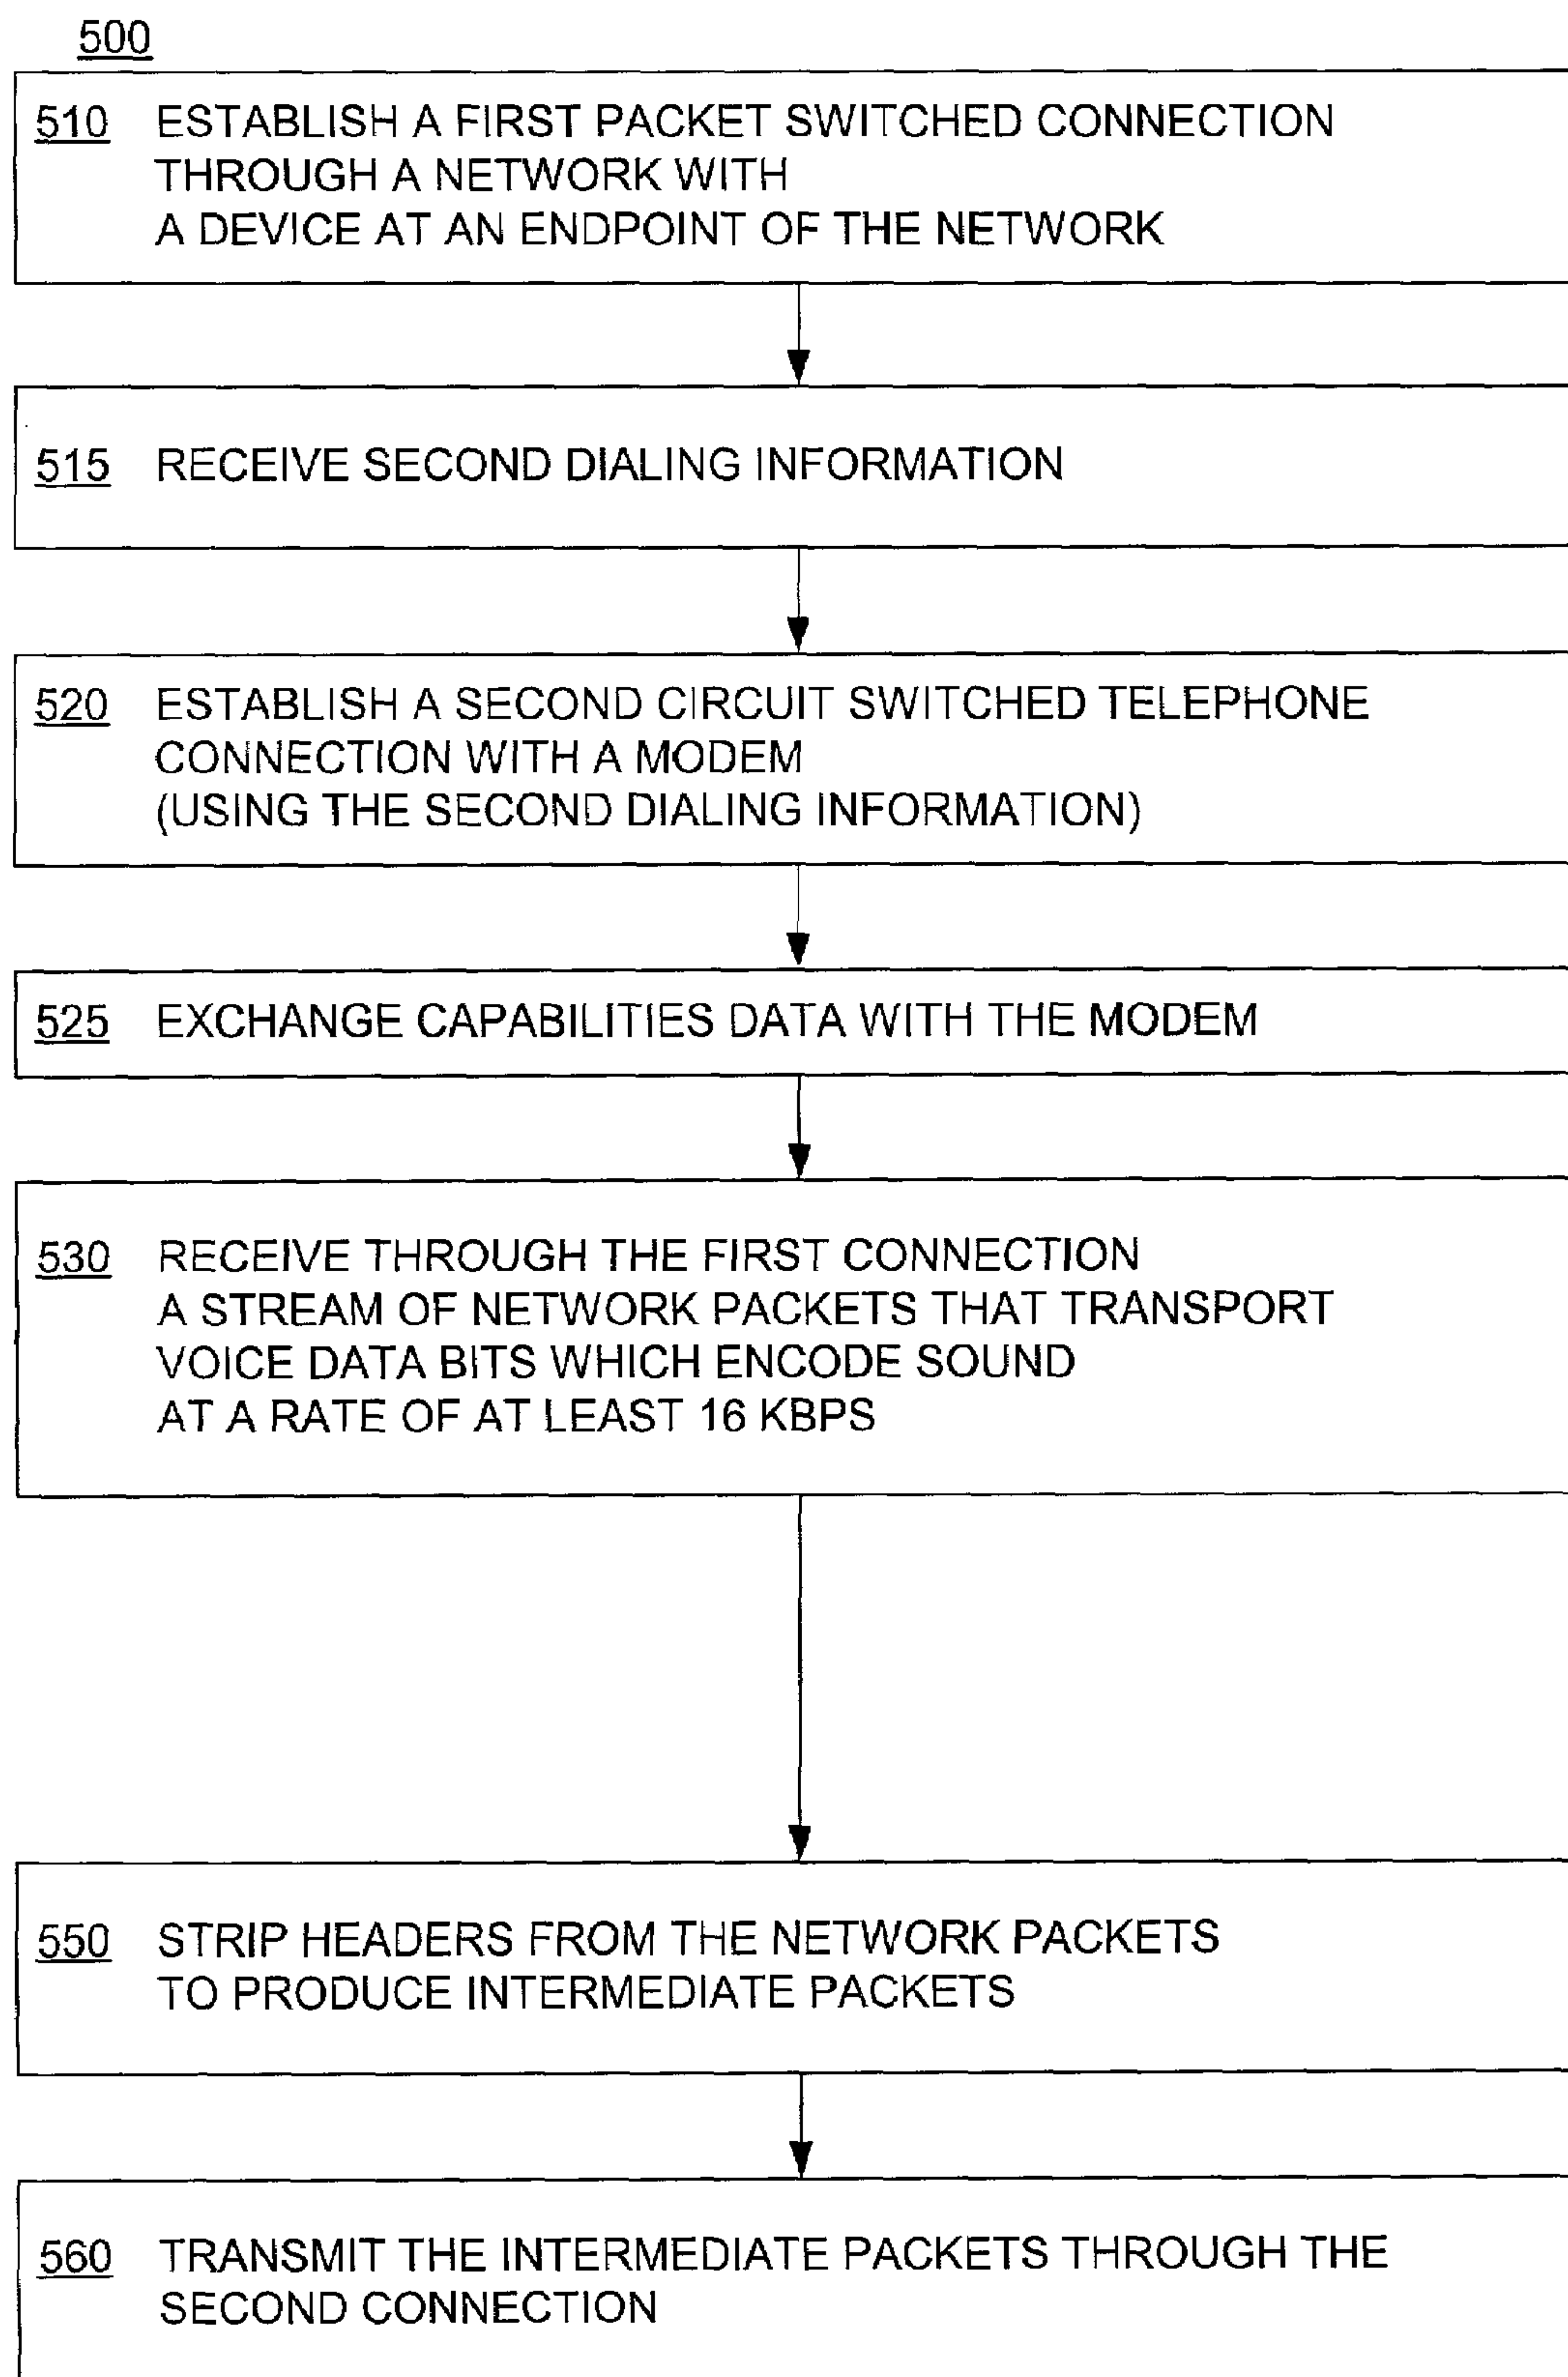 500
510 ESTABLISH A FIRST PACKET SWITCHED CONNECTION
THROUGH A NETWORK WITH
A DEVICE AT AN ENDPOINT OF THE NETWORK
515 RECEIVE SECOND DIALING INFORMATION
520 ESTABLISH A SECOND CIRCUIT SWITCHED TELEPHONE
CONNECTION WITH A MODEM
(USING THE SECOND DIALING INFORMATION)
525 EXCHANGE CAPABILITIES DATA WITH THE MODEM
530 RECEIVE THROUGH THE FIRST CONNECTION
A STREAM OF NETWORK PACKETS THAT TRANSPORT
VOICE DATA BITS WHICH ENCODE SOUND
AT A RATE OF AT LEAST 16 KBPS
550 STRIP HEADERS FROM THE NETWORK PACKETS
TO PRODUCE INTERMEDIATE PACKETS
560 TRANSMIT THE INTERMEDIATE PACKETS THROUGH THE
SECOND CONNECTION